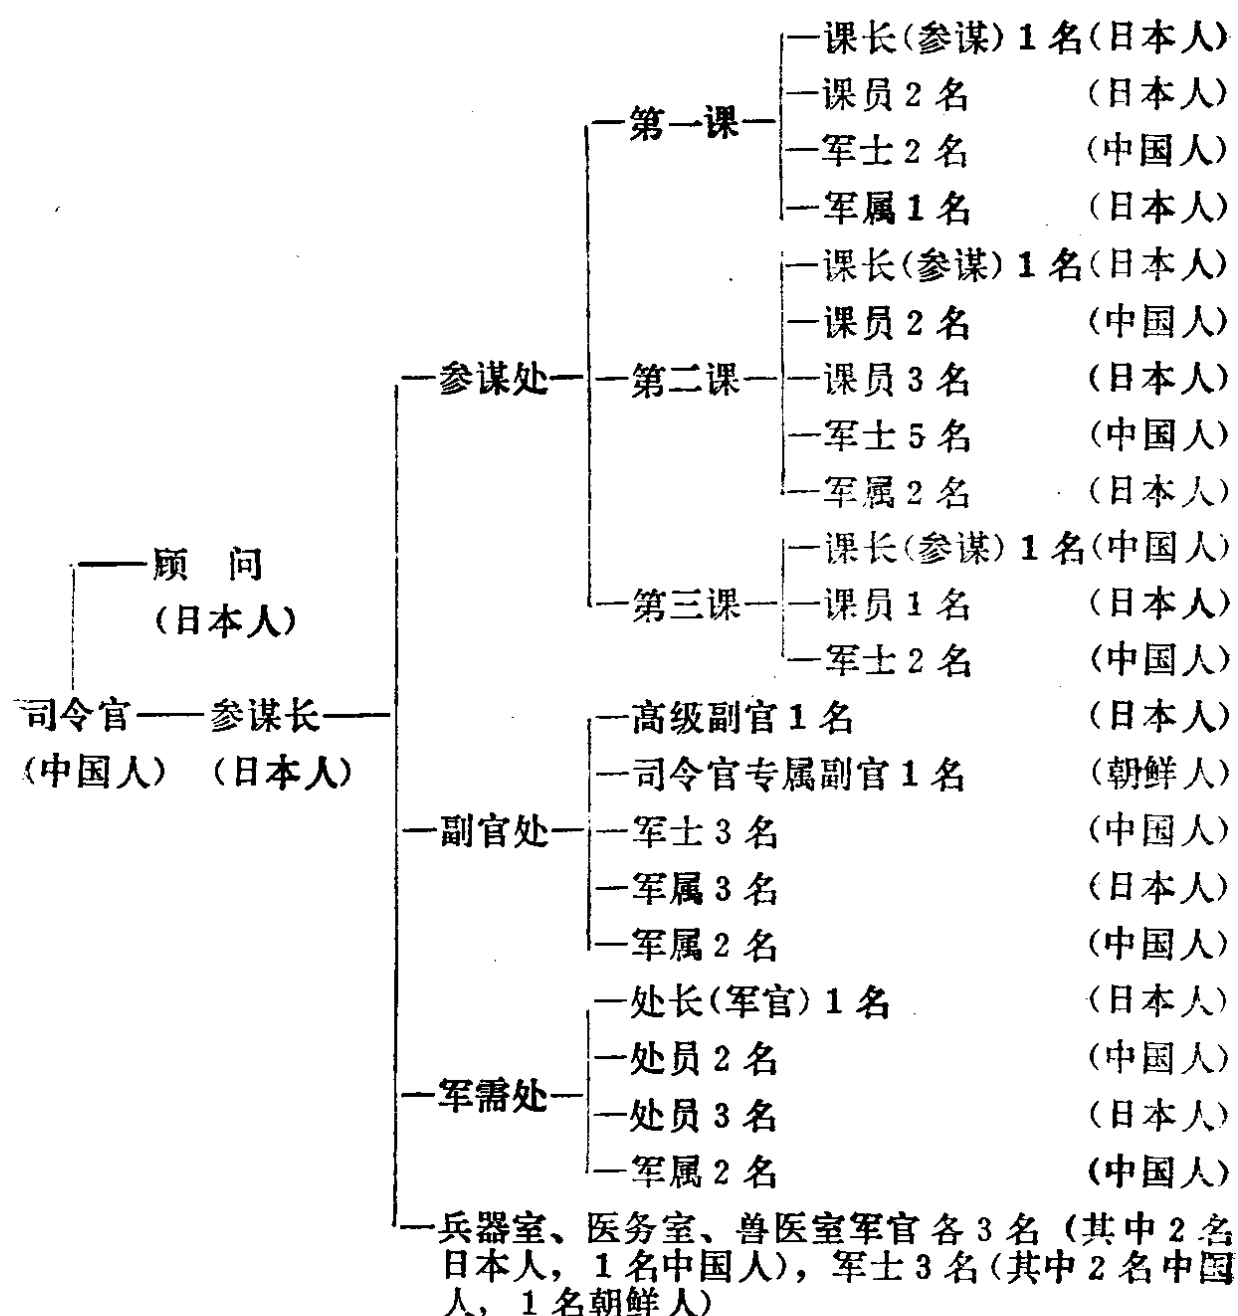 课长(参谋)1名(日本人)
课员2名 (日本人)
第一课
军士2名 (中国人)
军属1名 (日本人)
课长(参谋)1名(日本人)
课员2名 (中国人)
参谋处 第二课 课员3名 (日本人)
军士5名 (中国人)
军属2名 (日本人)
课长(参谋)1名(中国人)
顾 问
第三课 课员1名 (日本人)
(日本人)
军士2名 (中国人)
司令官 参谋长 高级副官1名 (日本人)
(中国人) (日本人) 司令官专属副官1名 (朝鲜人)
副官处 军士3名 (中国人)
军属3名 (日本人)
军属2名 (中国人)
处长(军官)1名 (日本人)
处员2名 (中国人)
军需处
处员3名 (日本人)
军属2名 (中国人)
兵器室、医务室、兽医室军官各3名(其中2名
日本人,1名中国人),军士3名(其中2名中国
人,1名朝鲜人)